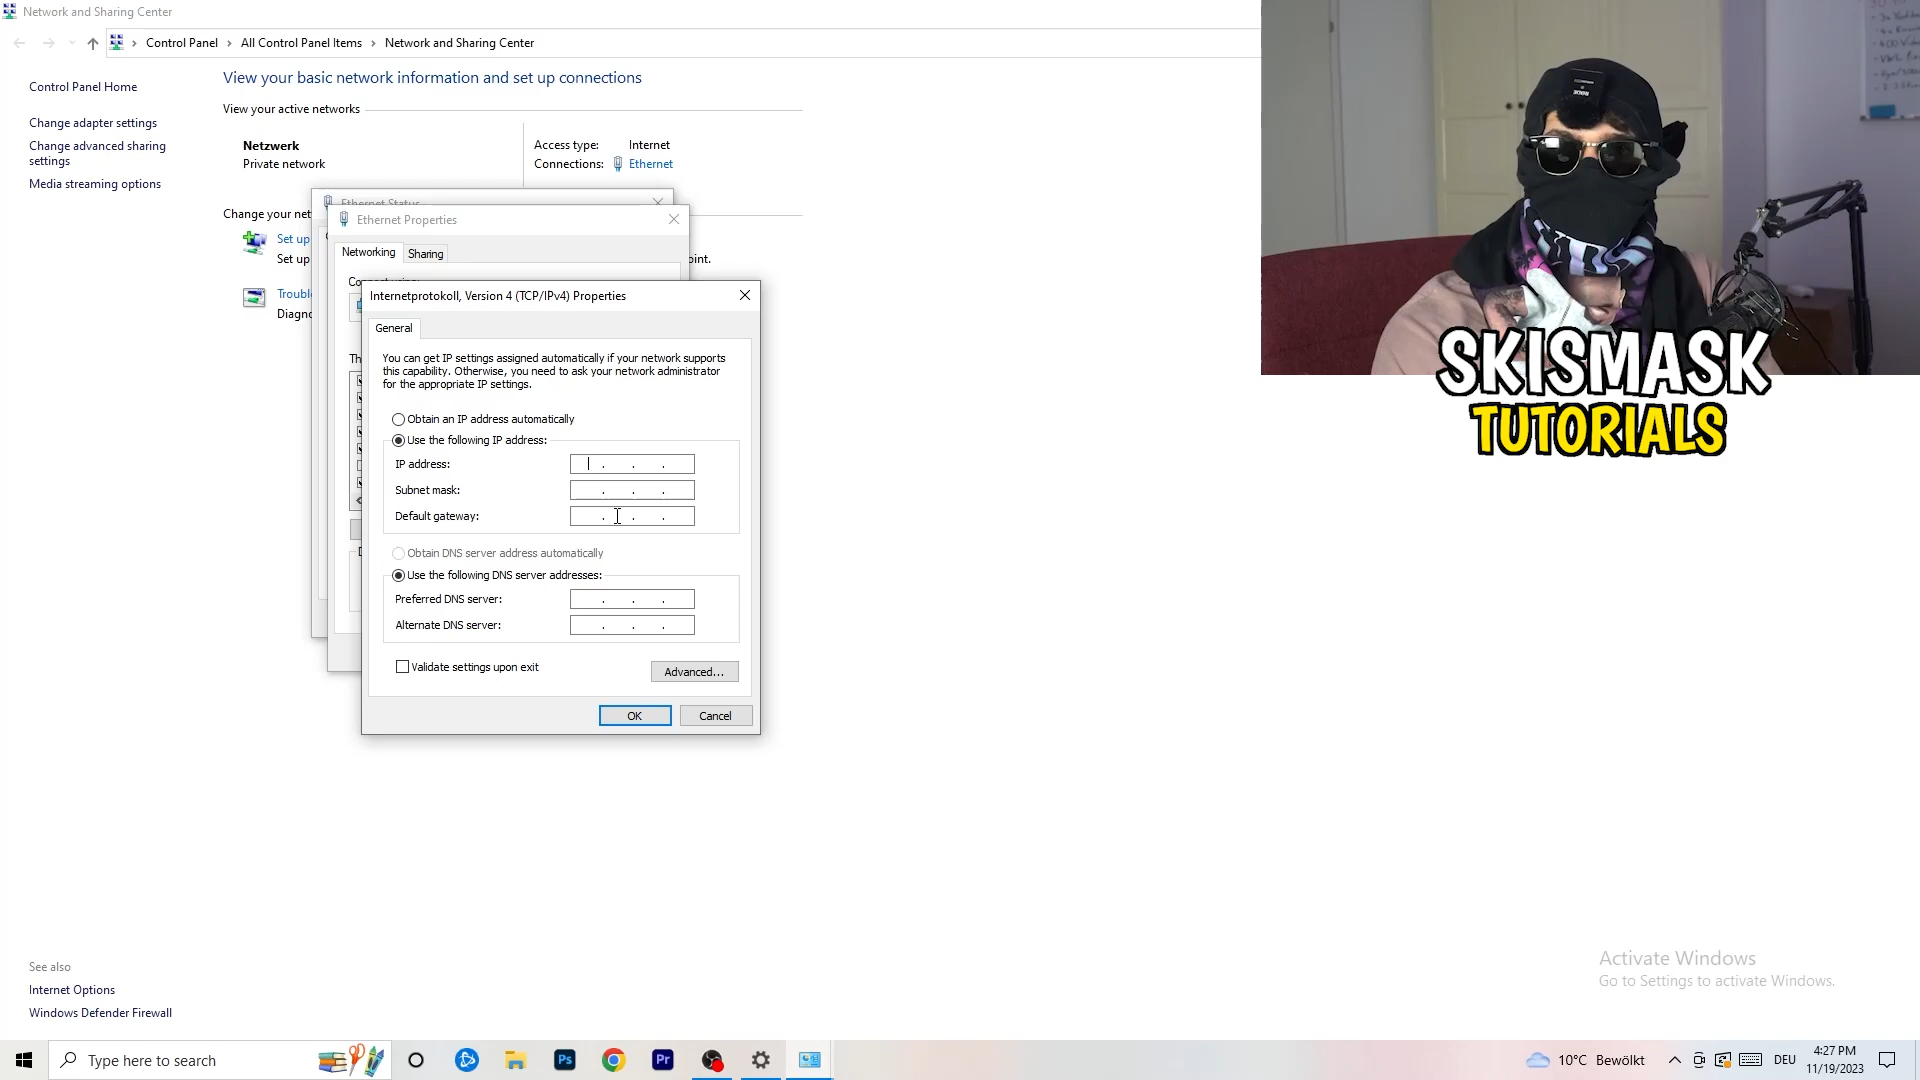 Network and Sharing Center
Control Panel › All Control Panel Items › Network and Sharing Center
Control Panel Home
Change adapter settings
Change advanced sharing
settings
Media streaming options
View your basic network information and set up connections
View your active networks
Netzwerk
Private network
Access type: Internet
Connections: Ethernet
Change your net
Set up
Set up
oint.
Troubl
Diagno
Ethernet Status
Ethernet Properties
Networking
Sharing
Internetprotokoll, Version 4 (TCP/IPv4) Properties
General
You can get IP settings assigned automatically if your network supports
this capability. Otherwise, you need to ask your network administrator
for the appropriate IP settings.
Obtain an IP address automatically
Use the following IP address:
IP address:
Subnet mask:
Default gateway:
Obtain DNS server address automatically
Use the following DNS server addresses:
Preferred DNS server:
Alternate DNS server:
Validate settings upon exit
Advanced...
OK
Cancel
SKISMASK
TUTORIALS
See also
Internet Options
Windows Defender Firewall
Activate Windows
Go to Settings to activate Windows.
Type here to search
Ps
Pr
10°C Bewölkt
DEU
4:27 PM
11/19/2023